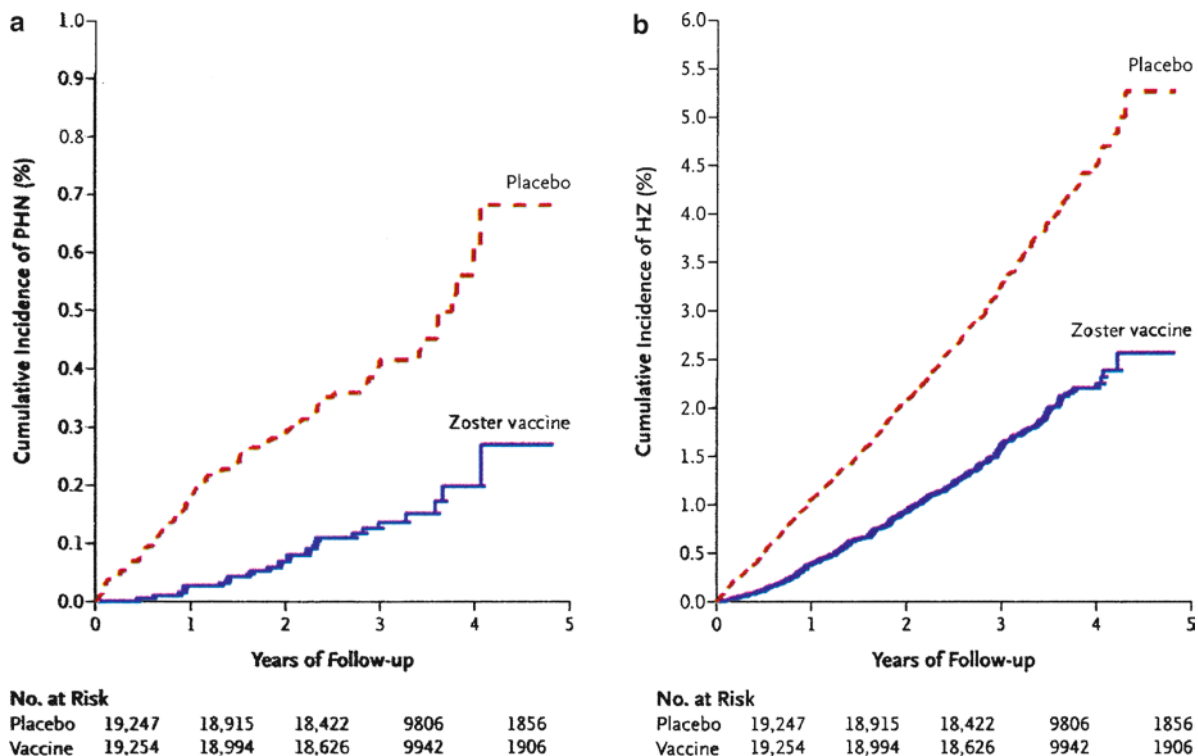 a
1.0
0.9
0.8
0.7
0.6
0.5
0.4
0.3
0.2
0.1
0.0
Cumulative Incidence of PHN (%)
Placebo
Zoster vaccine
0 1 2 3 4 5
Years of Follow-up
No. at Risk
Placebo 19,247 18,915 18,422 9806 1856
Vaccine 19,254 18,994 18,626 9942 1906
b
6.0
5.5
5.0
4.5
4.0
3.5
3.0
2.5
2.0
1.5
1.0
0.5
0.0
Cumulative Incidence of HZ (%)
Placebo
Zoster vaccine
0 1 2 3 4 5
Years of Follow-up
No. at Risk
Placebo 19,247 18,915 18,422 9806 1856
Vaccine 19,254 18,994 18,626 9942 1906